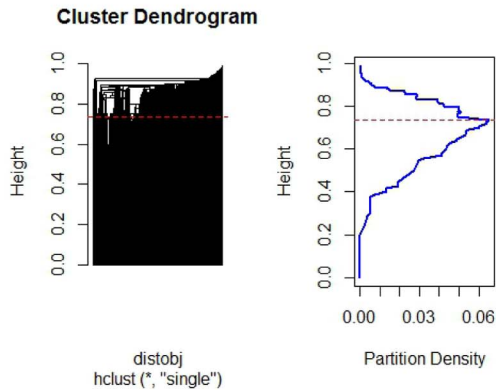 Cluster Dendrogram
Height
0.0 0.2 0.4 0.6 0.8 1.0
distobj
hclust (*, "single")
Height
0.0 0.2 0.4 0.6 0.8 1.0
0.00 0.03 0.06
Partition Density